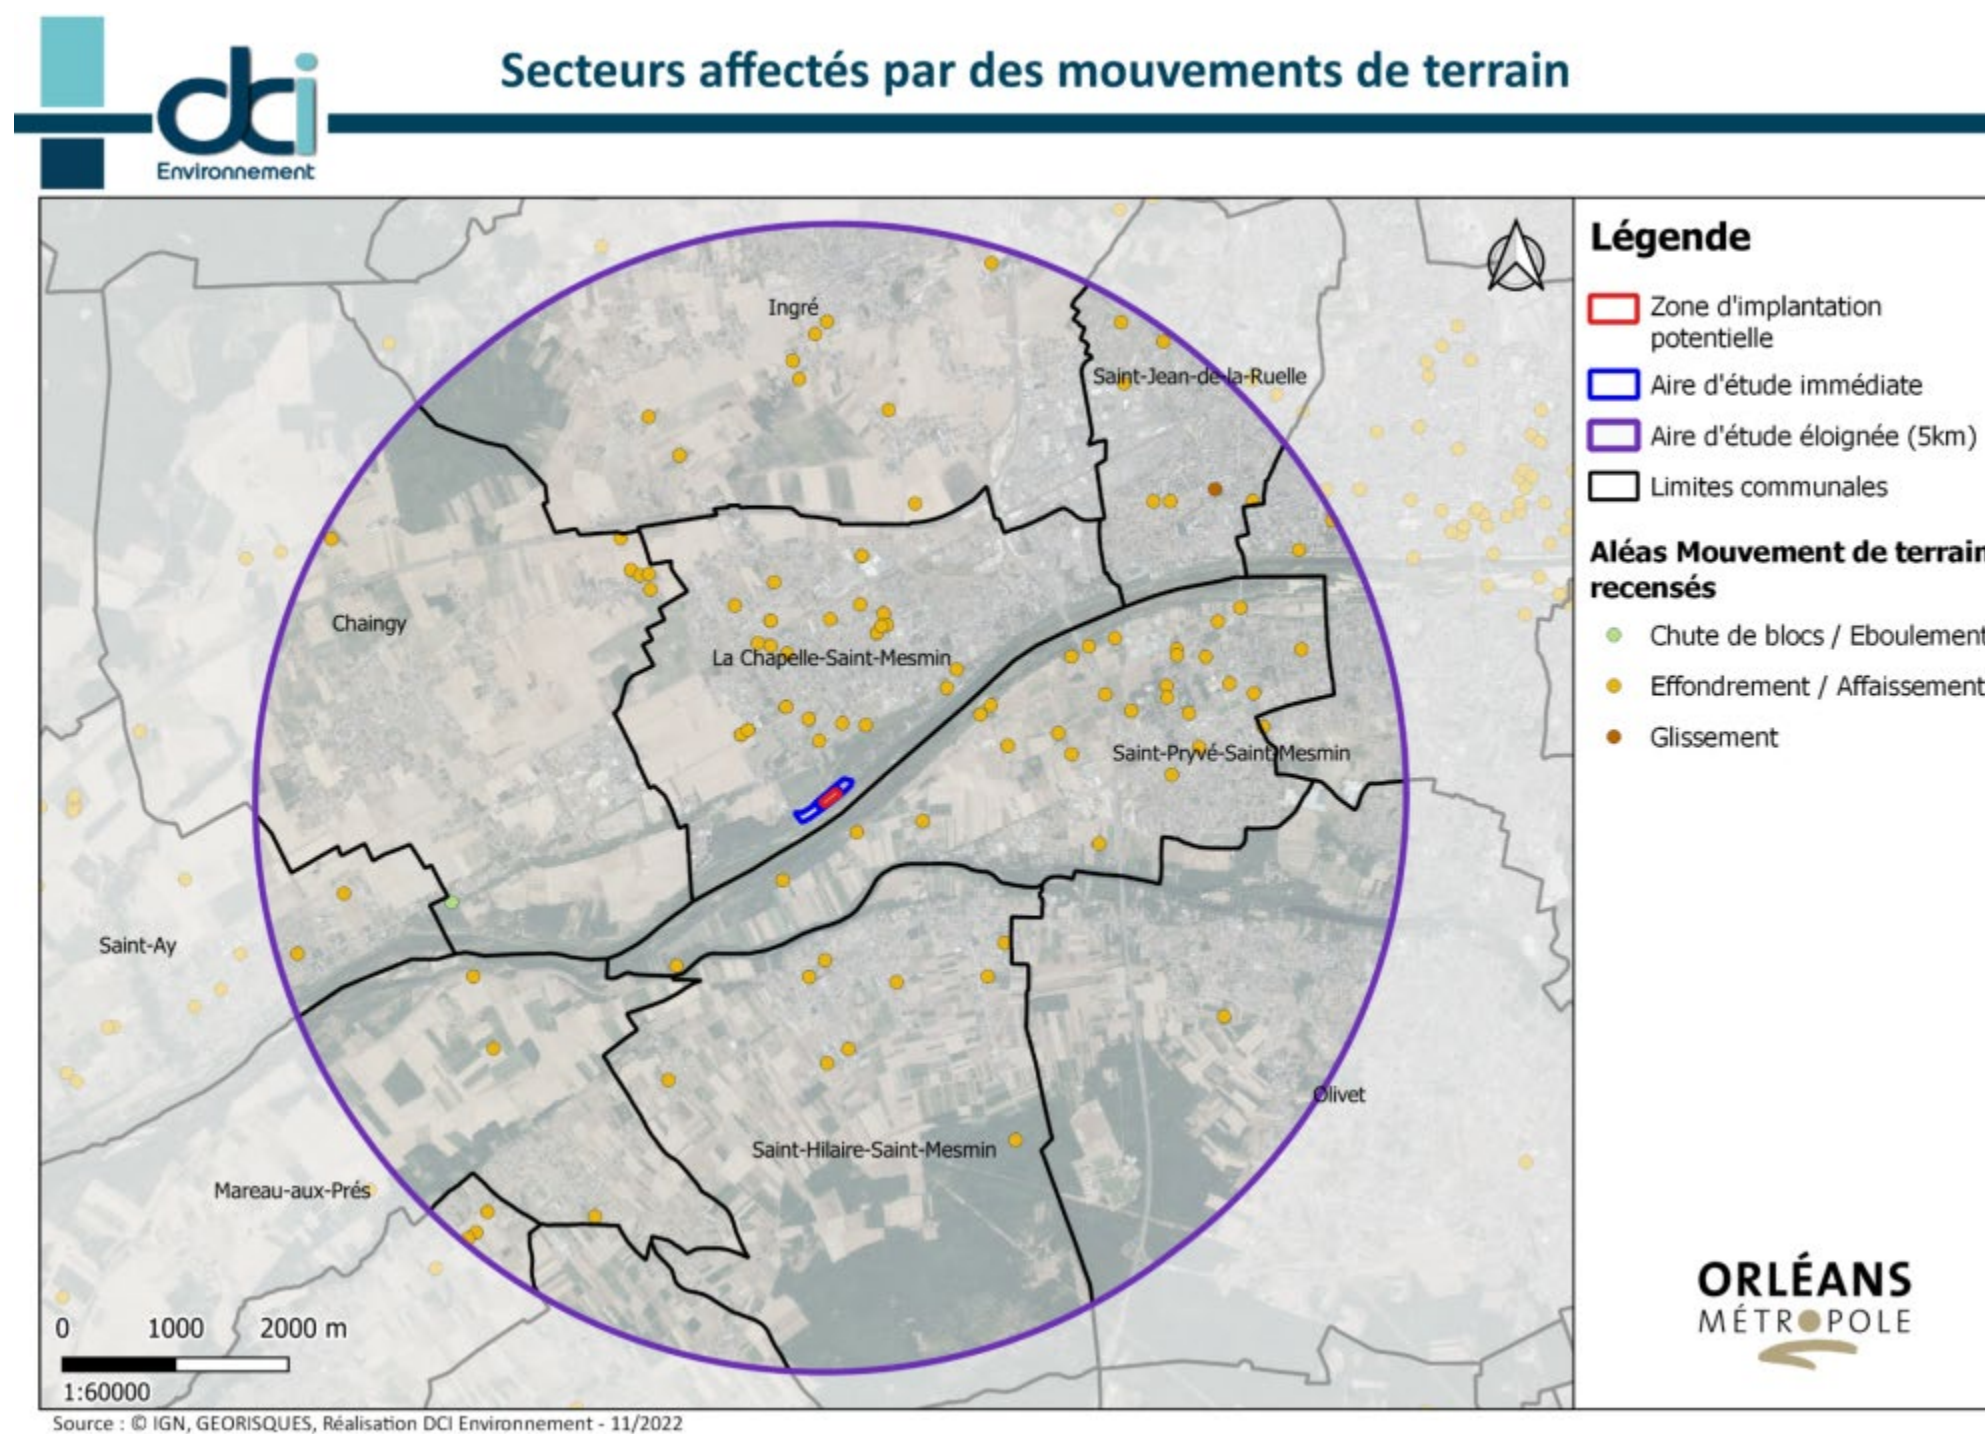 dci
Environnement
Secteurs affectés par des mouvements de terrain
Ingré
Saint-Jean-de-la-Ruelle
Chaingy
La Chapelle-Saint-Mesmin
Saint-Pryvé-Saint-Mesmin
Saint-Ay
Olivet
Saint-Hilaire-Saint-Mesmin
Mareau-aux-Prés
0 1000 2000 m
1:60000
Légende
Zone d'implantation
potentielle
Aire d'étude immédiate
Aire d'étude éloignée (5km)
Limites communales
Aléas Mouvement de terrain
recensés
Chute de blocs / Eboulement
Effondrement / Affaissement
Glissement
ORLÉANS
MÉTROPOLE
Source : © IGN, GEORISQUES, Réalisation DCI Environnement - 11/2022